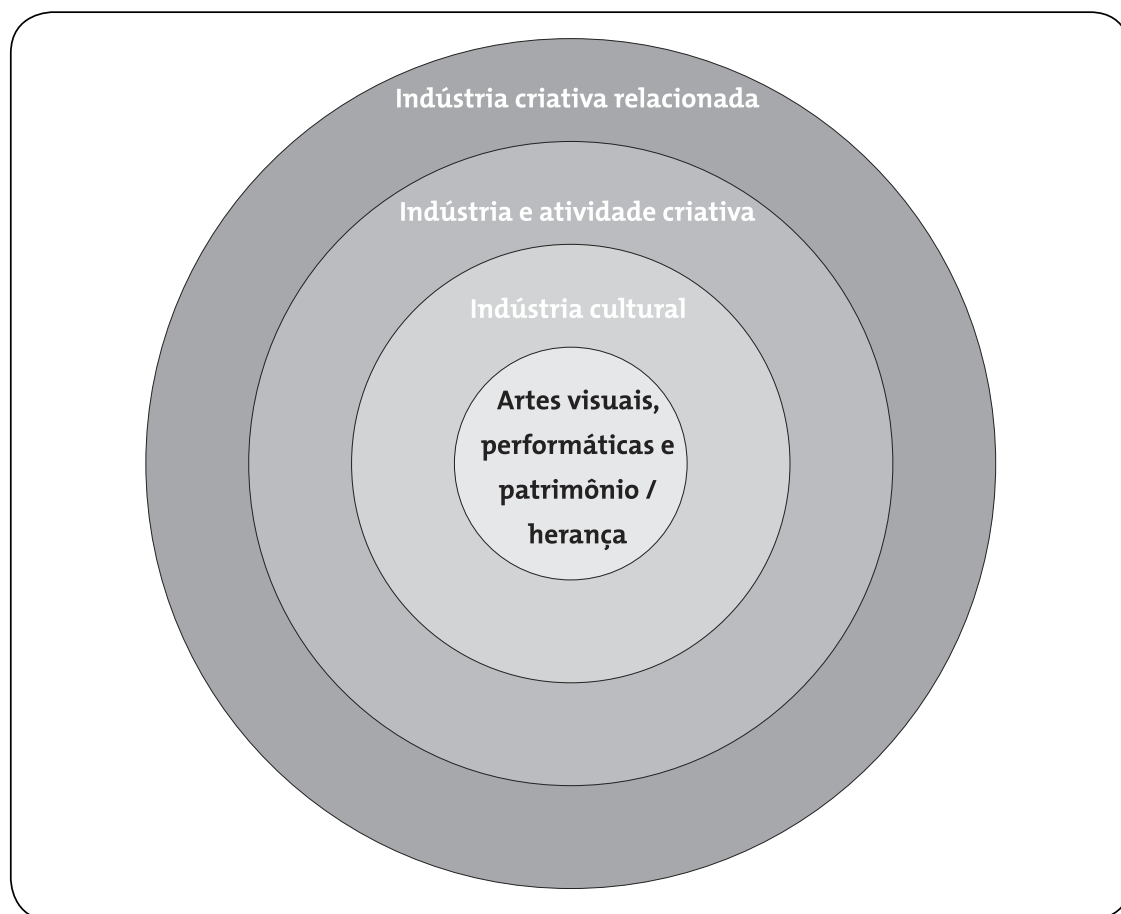 Indústria criativa relacionada
Indústria e atividade criativa
Indústria cultural
Artes visuais,
performáticas e
patrimônio /
herança